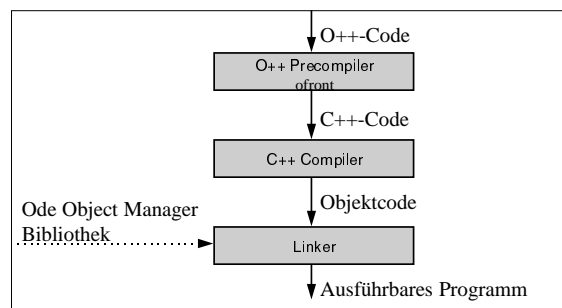 O++-Code
O++ Precompiler
ofront
C++-Code
C++ Compiler
Objektcode
Ode Object Manager
Bibliothek
Linker
Ausführbares Programm